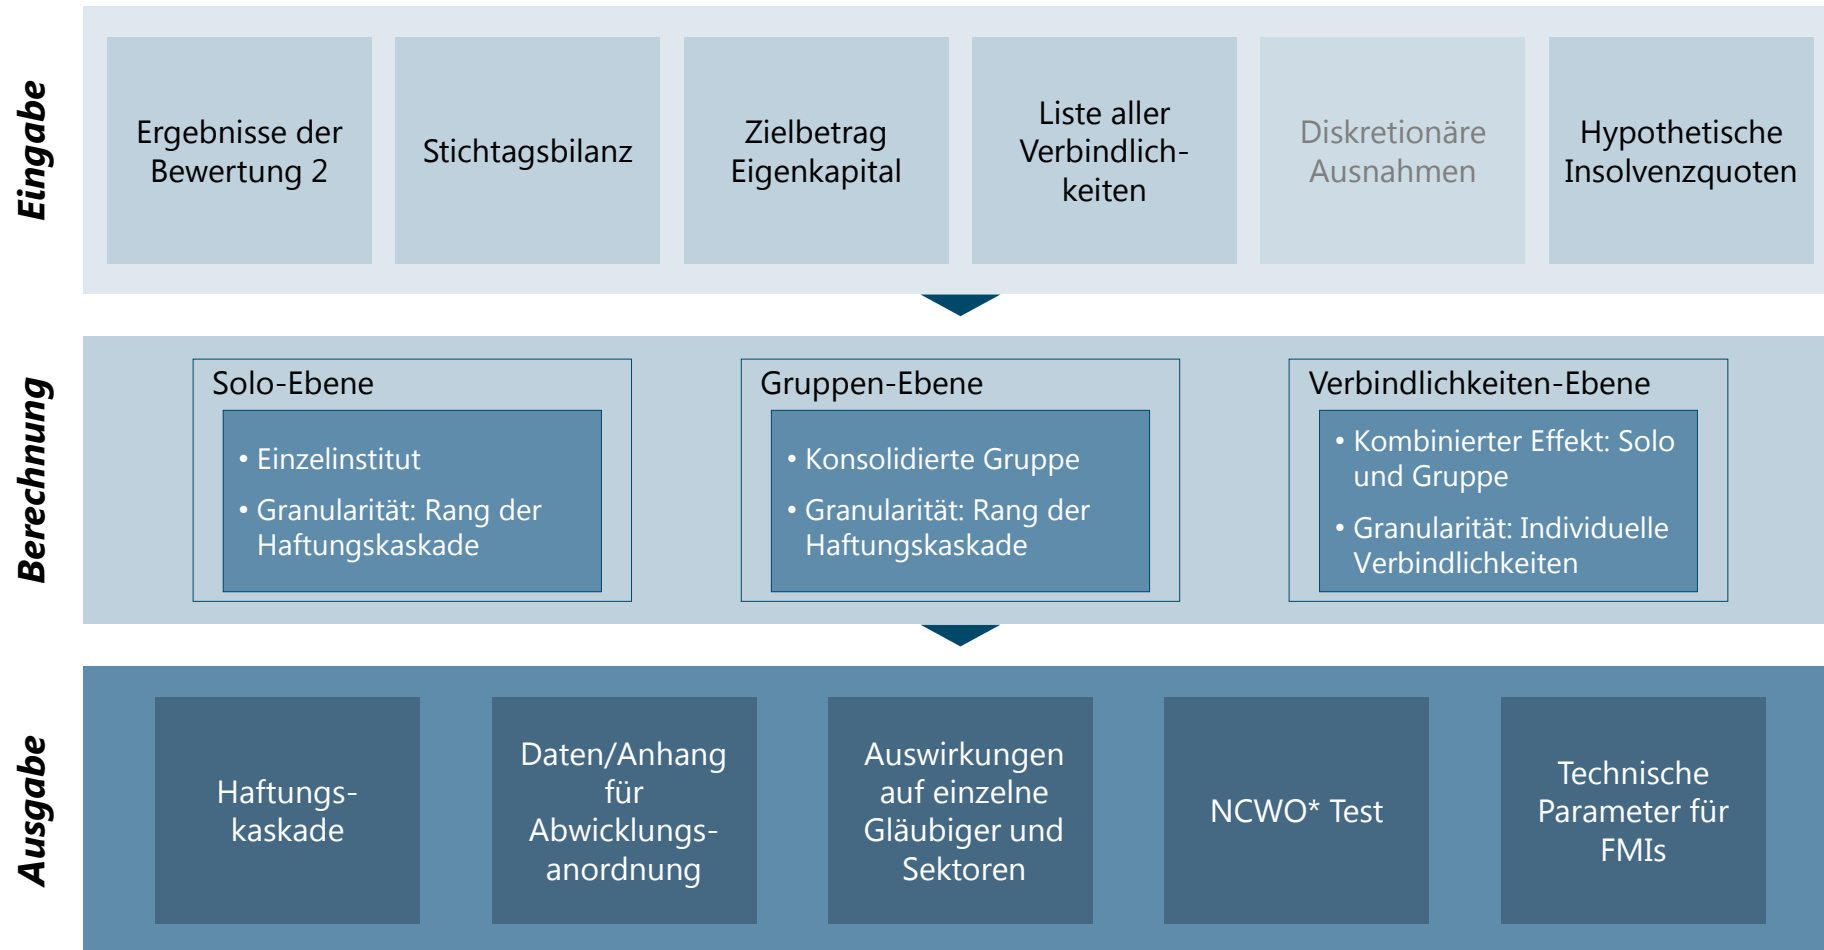 Eingabe
Ergebnisse der
Bewertung 2
Stichtagsbilanz
Zielbetrag
Eigenkapital
Liste aller
Verbindlich-
keiten
Diskretionäre
Ausnahmen
Hypothetische
Insolvenzquoten
Berechnung
Solo-Ebene
• Einzelinstitut
• Granularität: Rang der
Haftungskaskade
Gruppen-Ebene
• Konsolidierte Gruppe
• Granularität: Rang der
Haftungskaskade
Verbindlichkeiten-Ebene
• Kombinierter Effekt: Solo
und Gruppe
• Granularität: Individuelle
Verbindlichkeiten
Ausgabe
Haftungs-
kaskade
Daten/Anhang
für
Abwicklungs-
anordnung
Auswirkungen
auf einzelne
Gläubiger und
Sektoren
NCWO* Test
Technische
Parameter für
FMIs